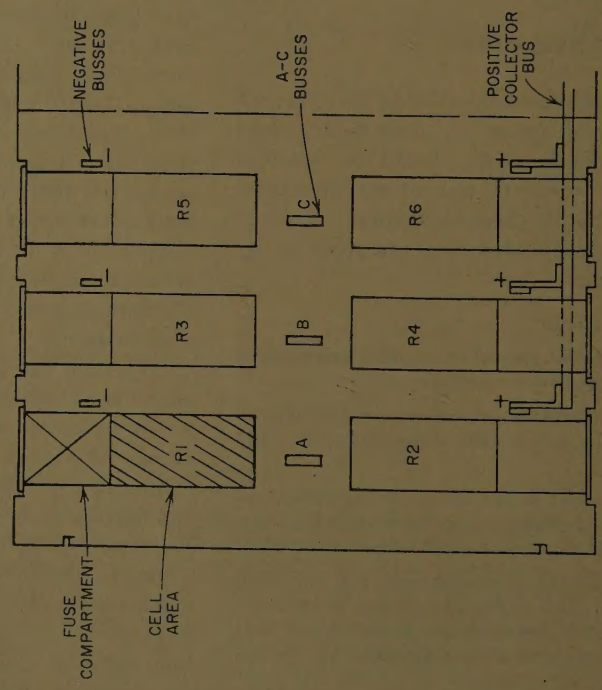 FUSE
COMPARTMENT
NEGATIVE
BUSSES
– – –
CELL
AREA
R1
R3
R5
A-C
BUSSES
A
B
C
R2
R4
R6
+ + +
POSITIVE
COLLECTOR
BUS